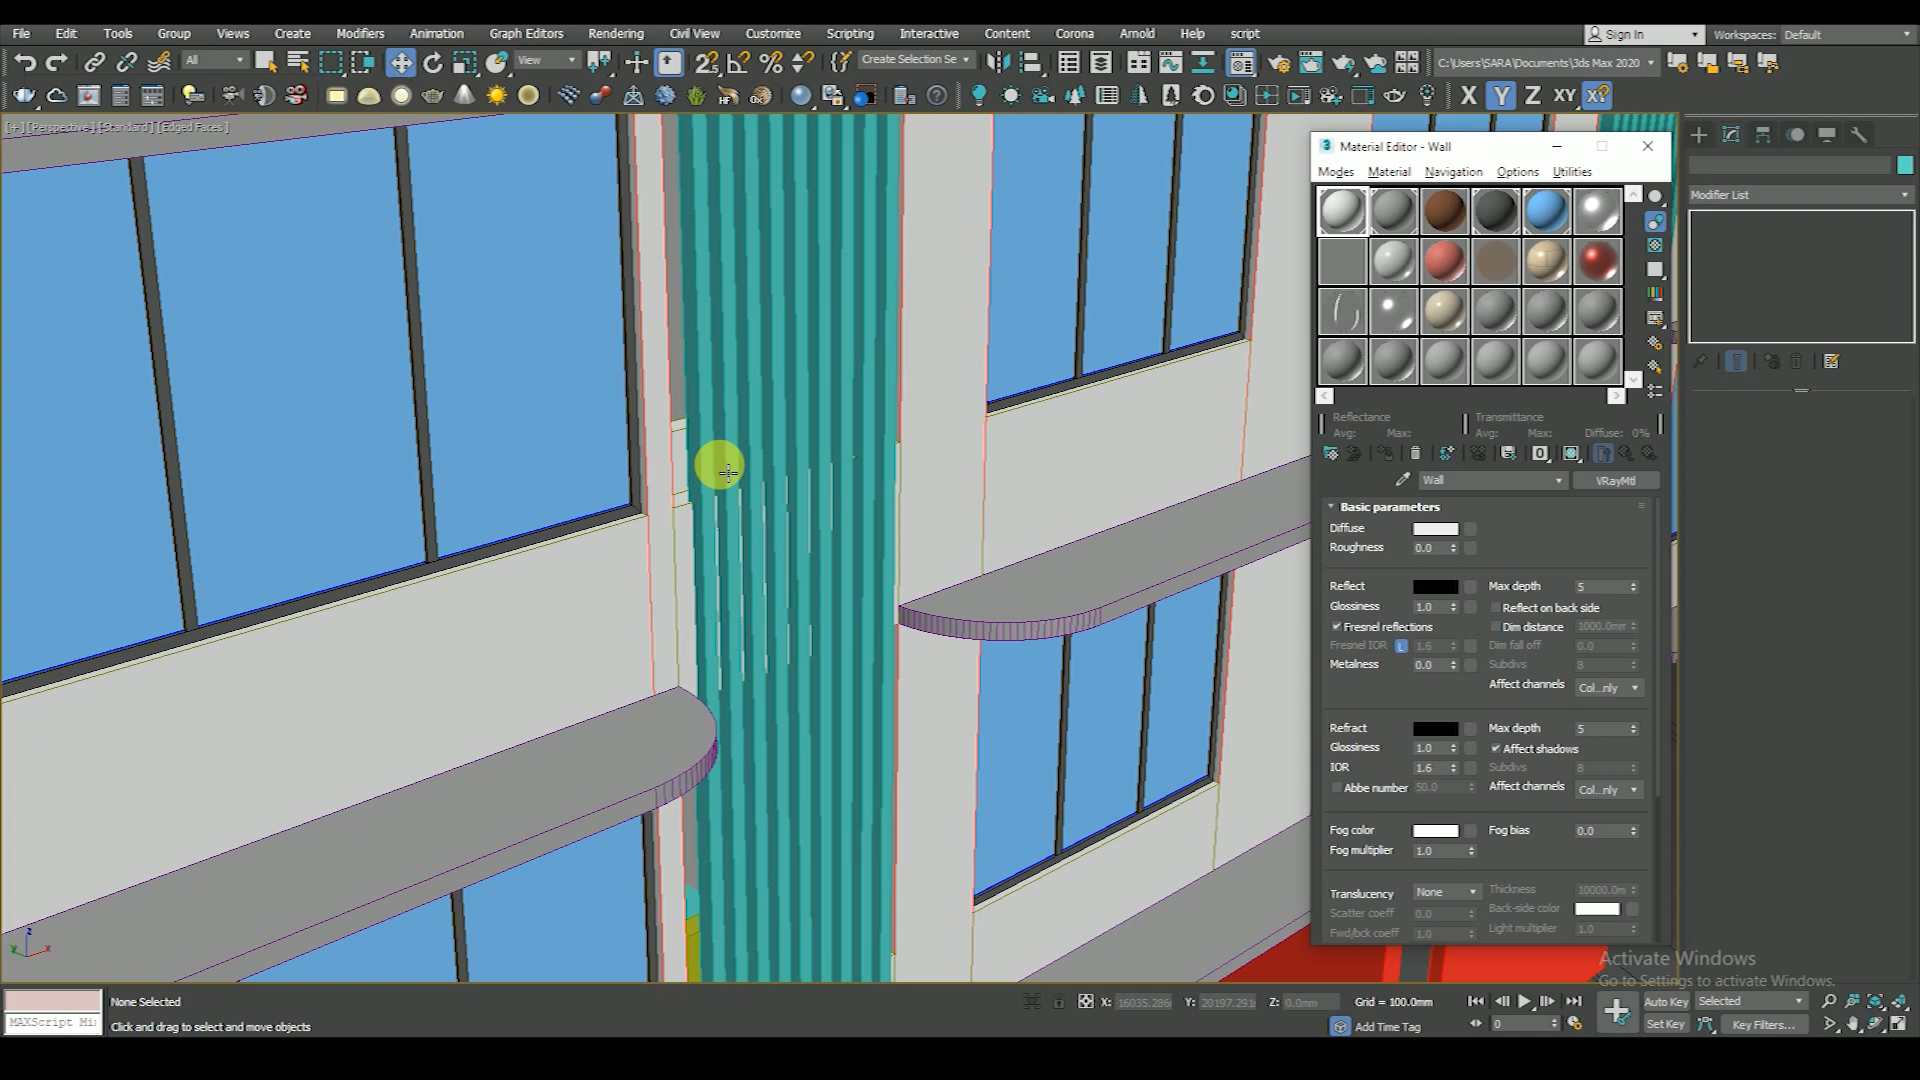 File Edit Tools Group Views Create Modifiers Animation Graph Editors Rendering Civil View Customize Scripting Interactive Content Corona Arnold Help script Sign In Workspaces: Default
All View Create Selection Se C:\Users\SARA\Documents\3ds Max 2020
X Y Z XY XY
[+][Perspective][Standard][Edged Faces]
Material Editor - Wall
Modes Material Navigation Options Utilities
Modifier List
Reflectance Transmittance
Avg: Max: Avg: Max: Diffuse: 0%
Wall VRayMtl
Basic parameters
Diffuse
Roughness 0.0
Reflect Max depth 5
Glossiness 1.0 Reflect on back side
Fresnel reflections Dim distance 1000.0mm
Fresnel IOR L 1.6 Dim fall off 0.0
Metalness 0.0 Subdivs 8
Affect channels Col...nly
Refract Max depth 5
Glossiness 1.0 Affect shadows
IOR 1.6 Subdivs 8
Abbe number 50.0 Affect channels Col...nly
Fog color Fog bias 0.0
Fog multiplier 1.0
Translucency None Thickness 10000.0m
Scatter coeff 0.0 Back-side color
Fwd/bck coeff 1.0 Light multiplier 1.0
Activate Windows
Go to Settings to activate Windows.
None Selected X: 16035.286 Y: 20197.291 Z: 0.0mm Grid = 100.0mm Auto Key Selected
MAXScript Mi Click and drag to select and move objects Add Time Tag 0 Set Key Key Filters...